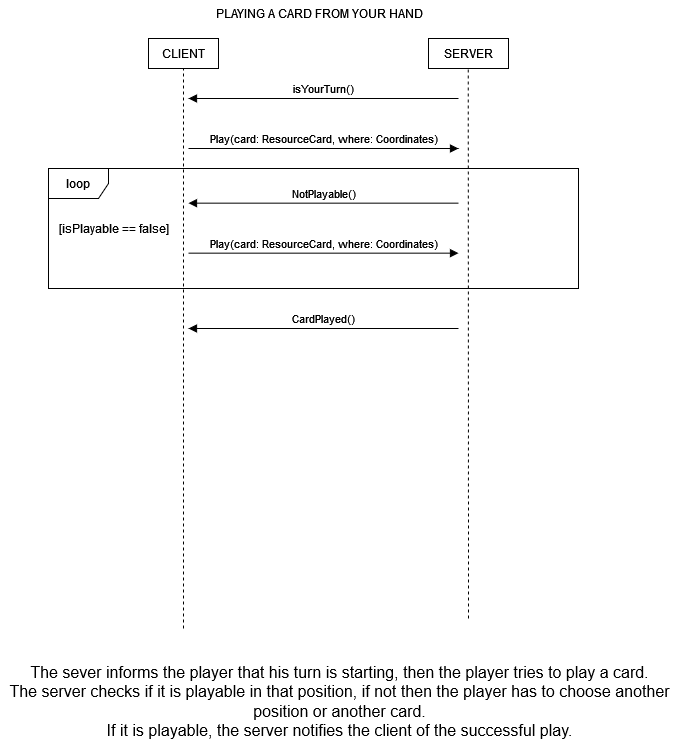 PLAYING A CARD FROM YOUR HAND
CLIENT
SERVER
isYourTurn()
Play(card: ResourceCard, where: Coordinates)
loop
NotPlayable()
[isPlayable == false]
Play(card: ResourceCard, where: Coordinates)
CardPlayed()
The sever informs the player that his turn is starting, then the player tries to play a card.
The server checks if it is playable in that position, if not then the player has to choose another
position or another card.
If it is playable, the server notifies the client of the successful play.